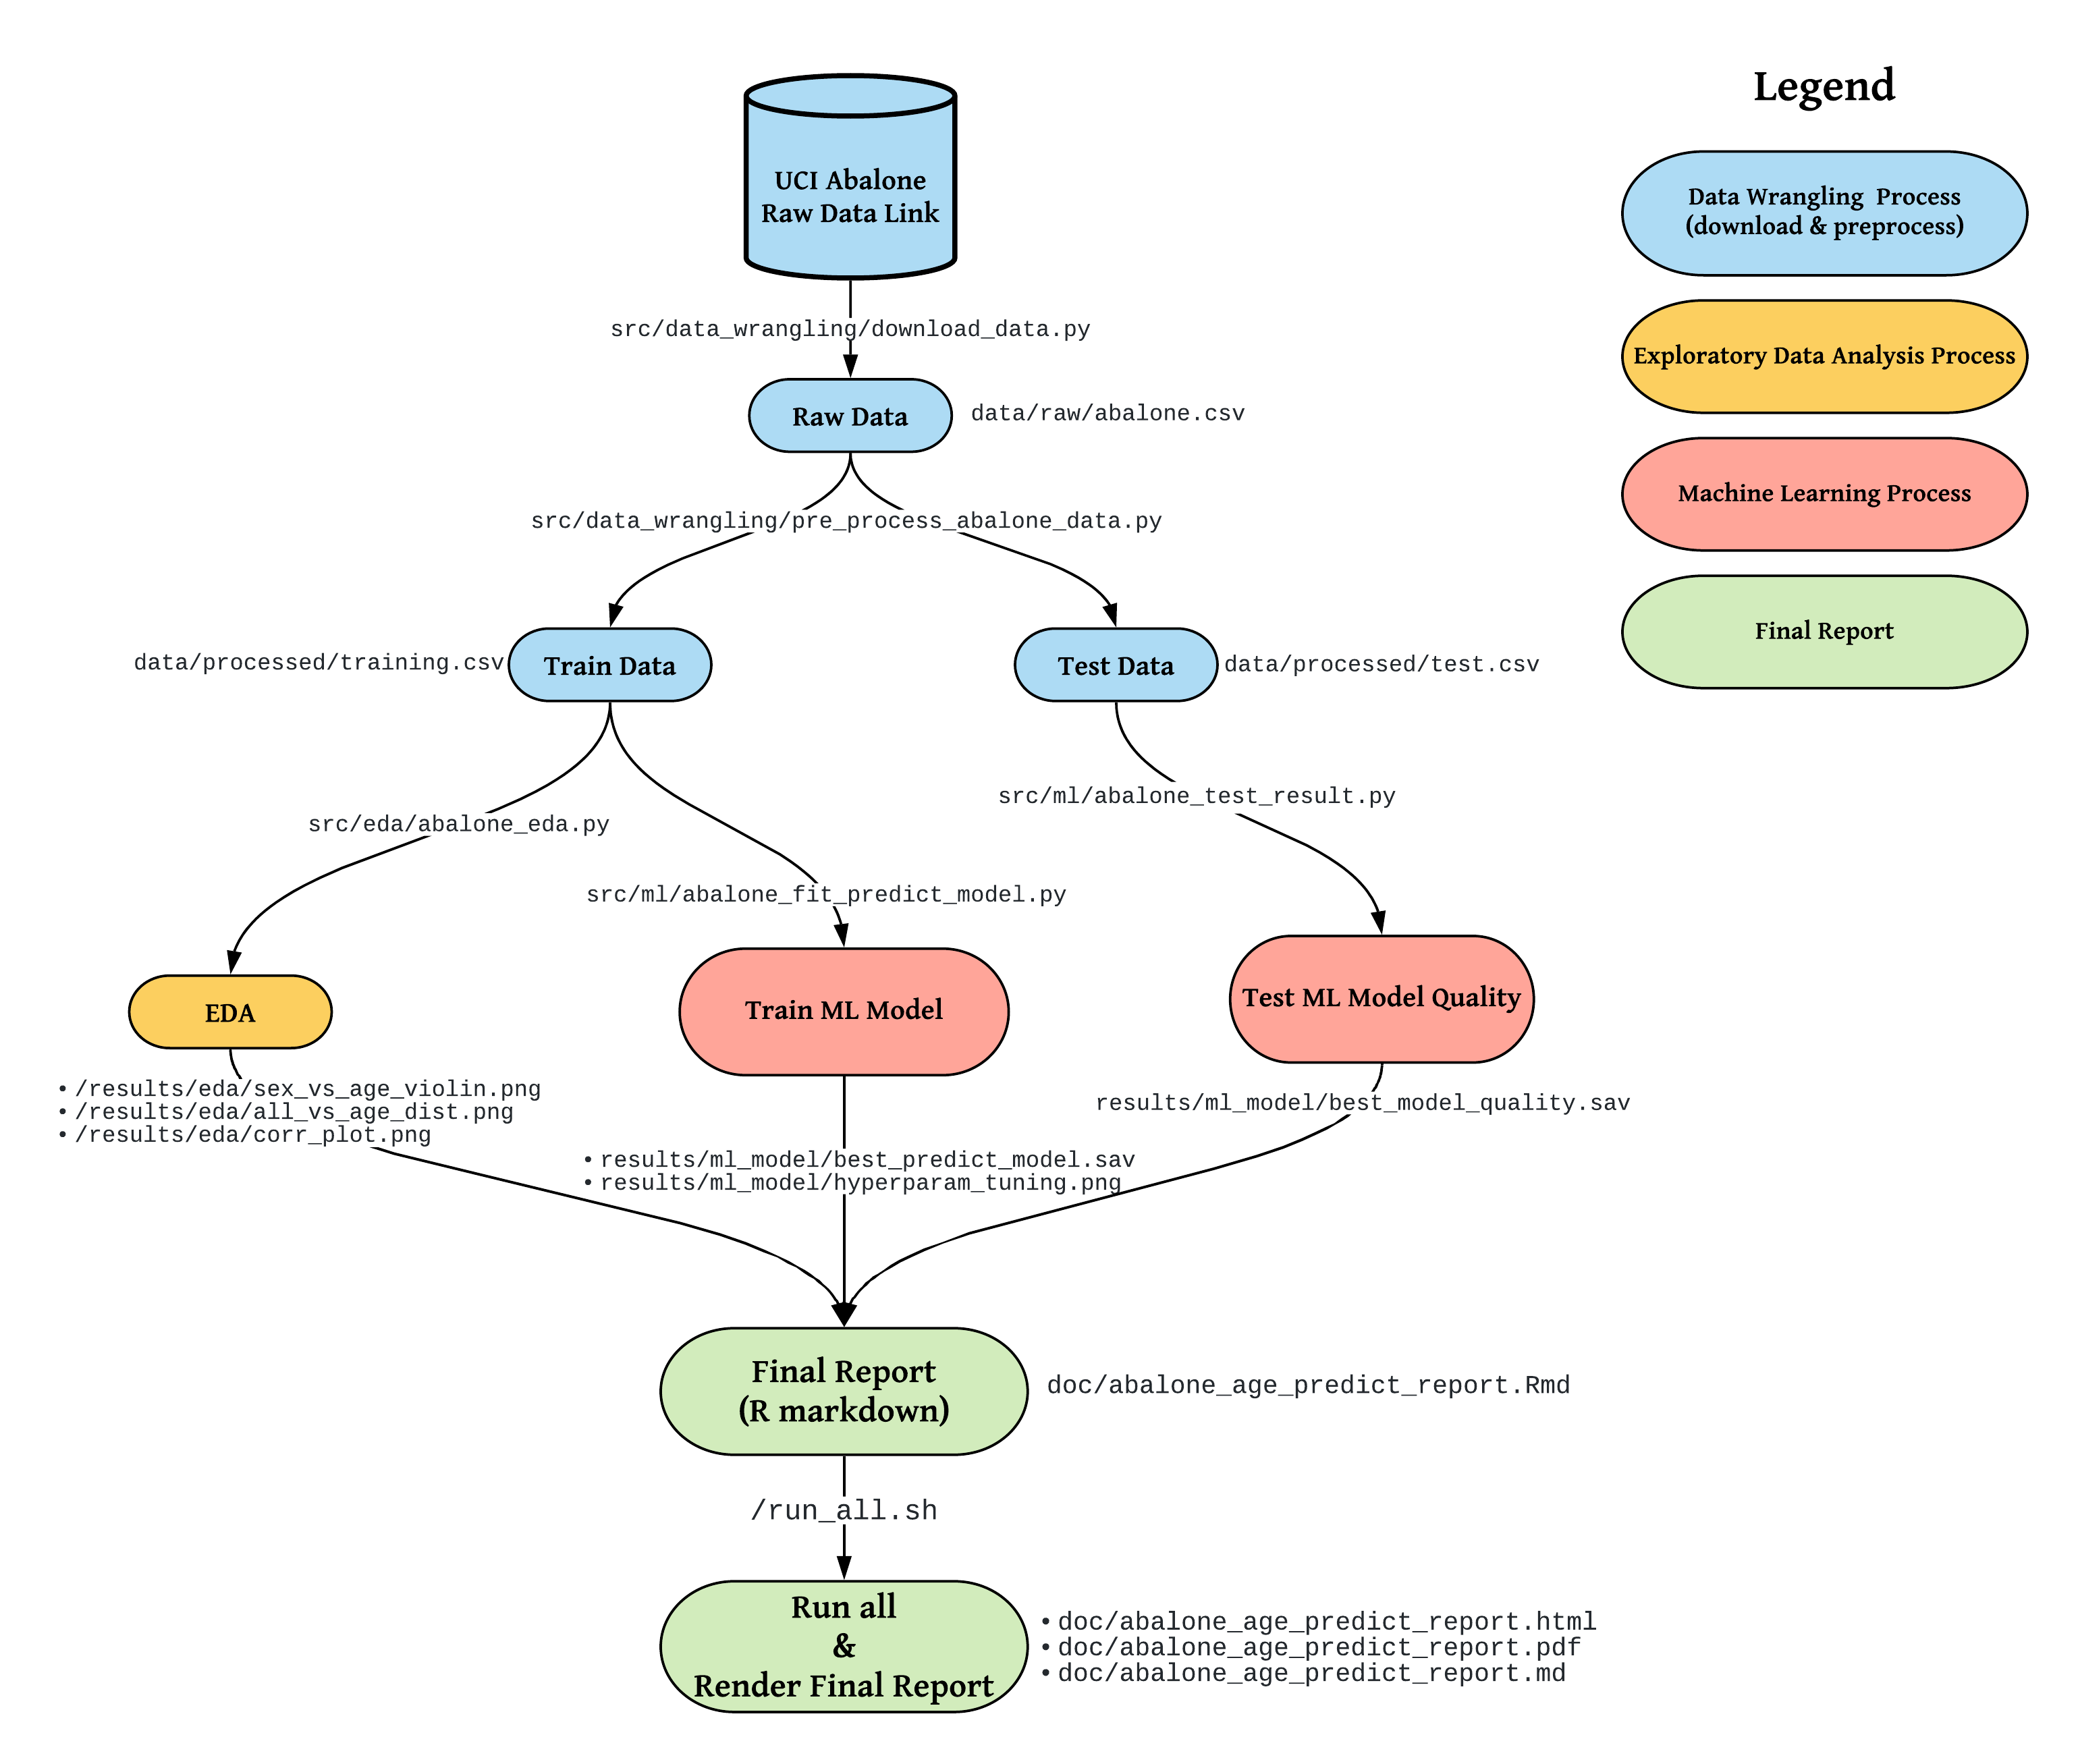 Legend
UCI Abalone
Raw Data Link
Data Wrangling  Process
(download & preprocess)
src/data_wrangling/download_data.py
Exploratory Data Analysis Process
Raw Data
data/raw/abalone.csv
Machine Learning Process
src/data_wrangling/pre_process_abalone_data.py
Final Report
data/processed/training.csv
Train Data
Test Data
data/processed/test.csv
src/ml/abalone_test_result.py
src/eda/abalone_eda.py
src/ml/abalone_fit_predict_model.py
EDA
Train ML Model
Test ML Model Quality
• /results/eda/sex_vs_age_violin.png
• /results/eda/all_vs_age_dist.png
• /results/eda/corr_plot.png
results/ml_model/best_model_quality.sav
• results/ml_model/best_predict_model.sav
• results/ml_model/hyperparam_tuning.png
Final Report
(R markdown)
doc/abalone_age_predict_report.Rmd
/run_all.sh
Run all
&
Render Final Report
• doc/abalone_age_predict_report.html
• doc/abalone_age_predict_report.pdf
• doc/abalone_age_predict_report.md